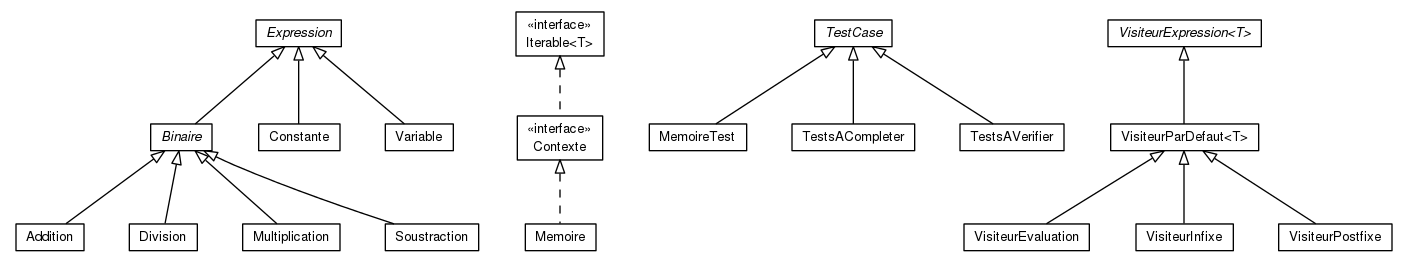 Expression
«interface»
Iterable<T>
TestCase
VisiteurExpression<T>
Binaire
Constante
Variable
«interface»
Contexte
MemoireTest
TestsACompleter
TestsAVerifier
VisiteurParDefaut<T>
Addition
Division
Multiplication
Soustraction
Memoire
VisiteurEvaluation
VisiteurInfixe
VisiteurPostfixe